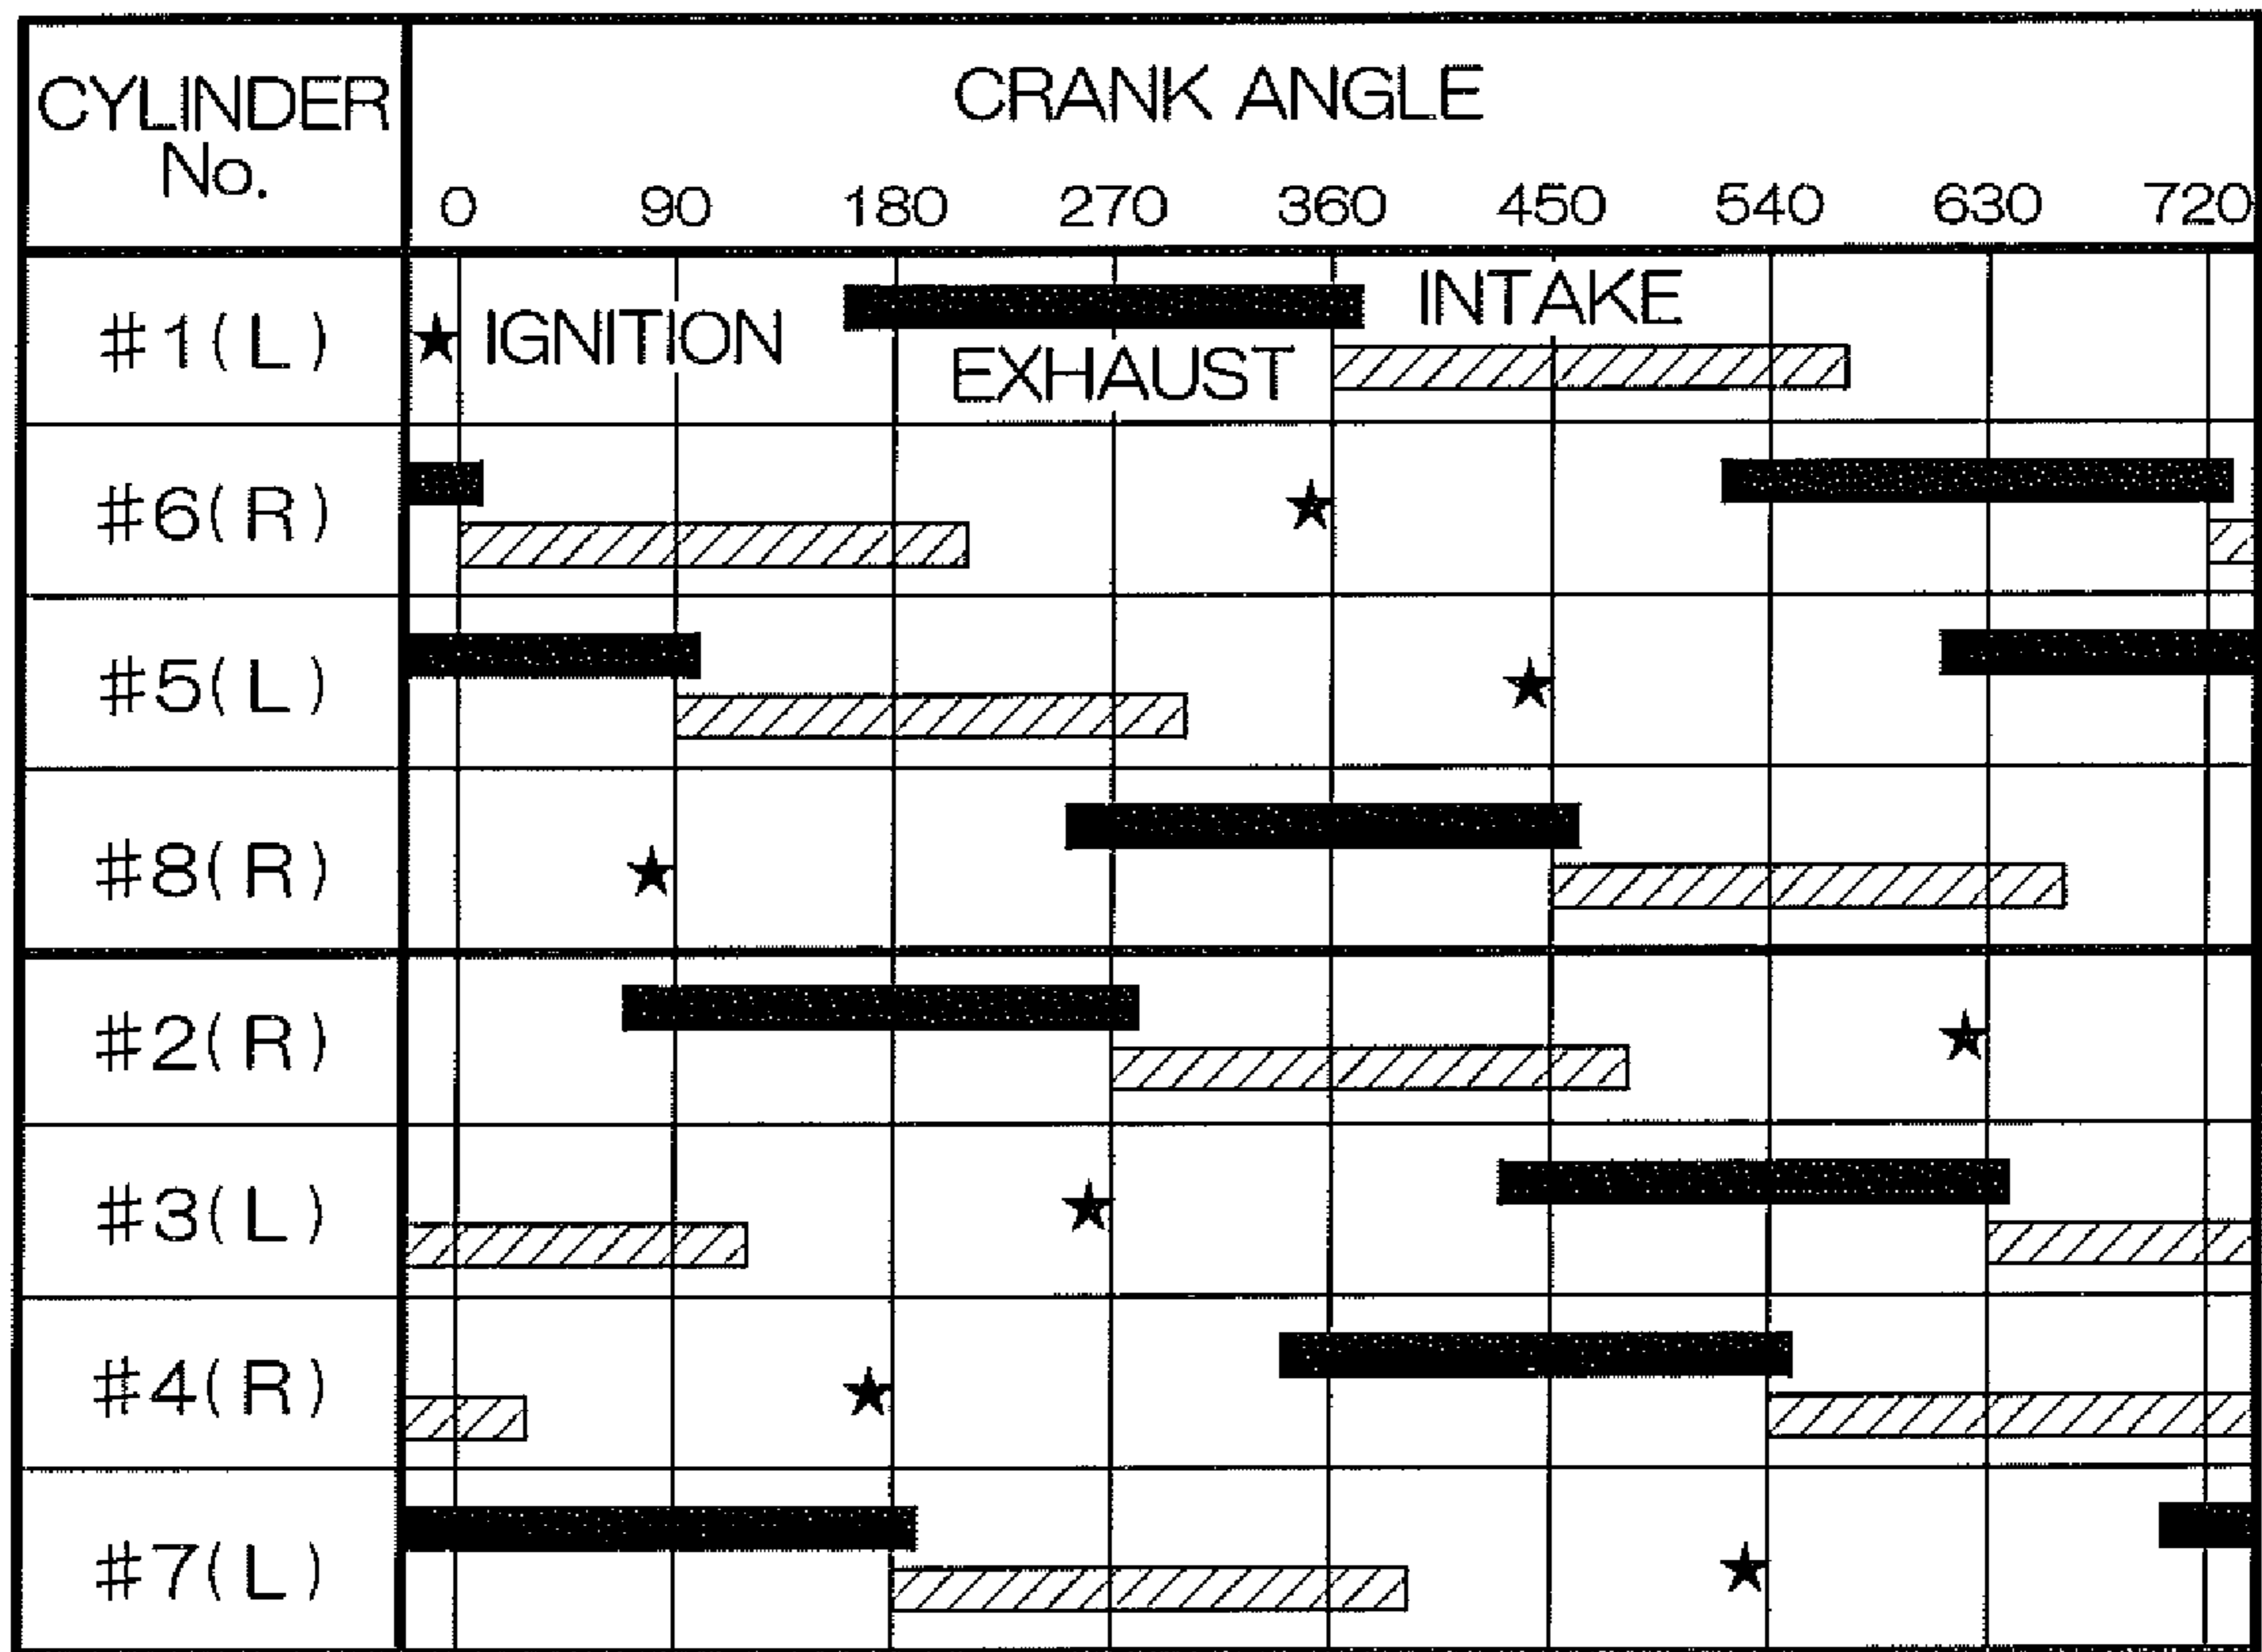 CYLINDER
No.
CRANK ANGLE
0 90 180 270 360 450 540 630 720
#1(L)
IGNITION
EXHAUST
INTAKE
#6(R)
#5(L)
#8(R)
#2(R)
#3(L)
#4(R)
#7(L)